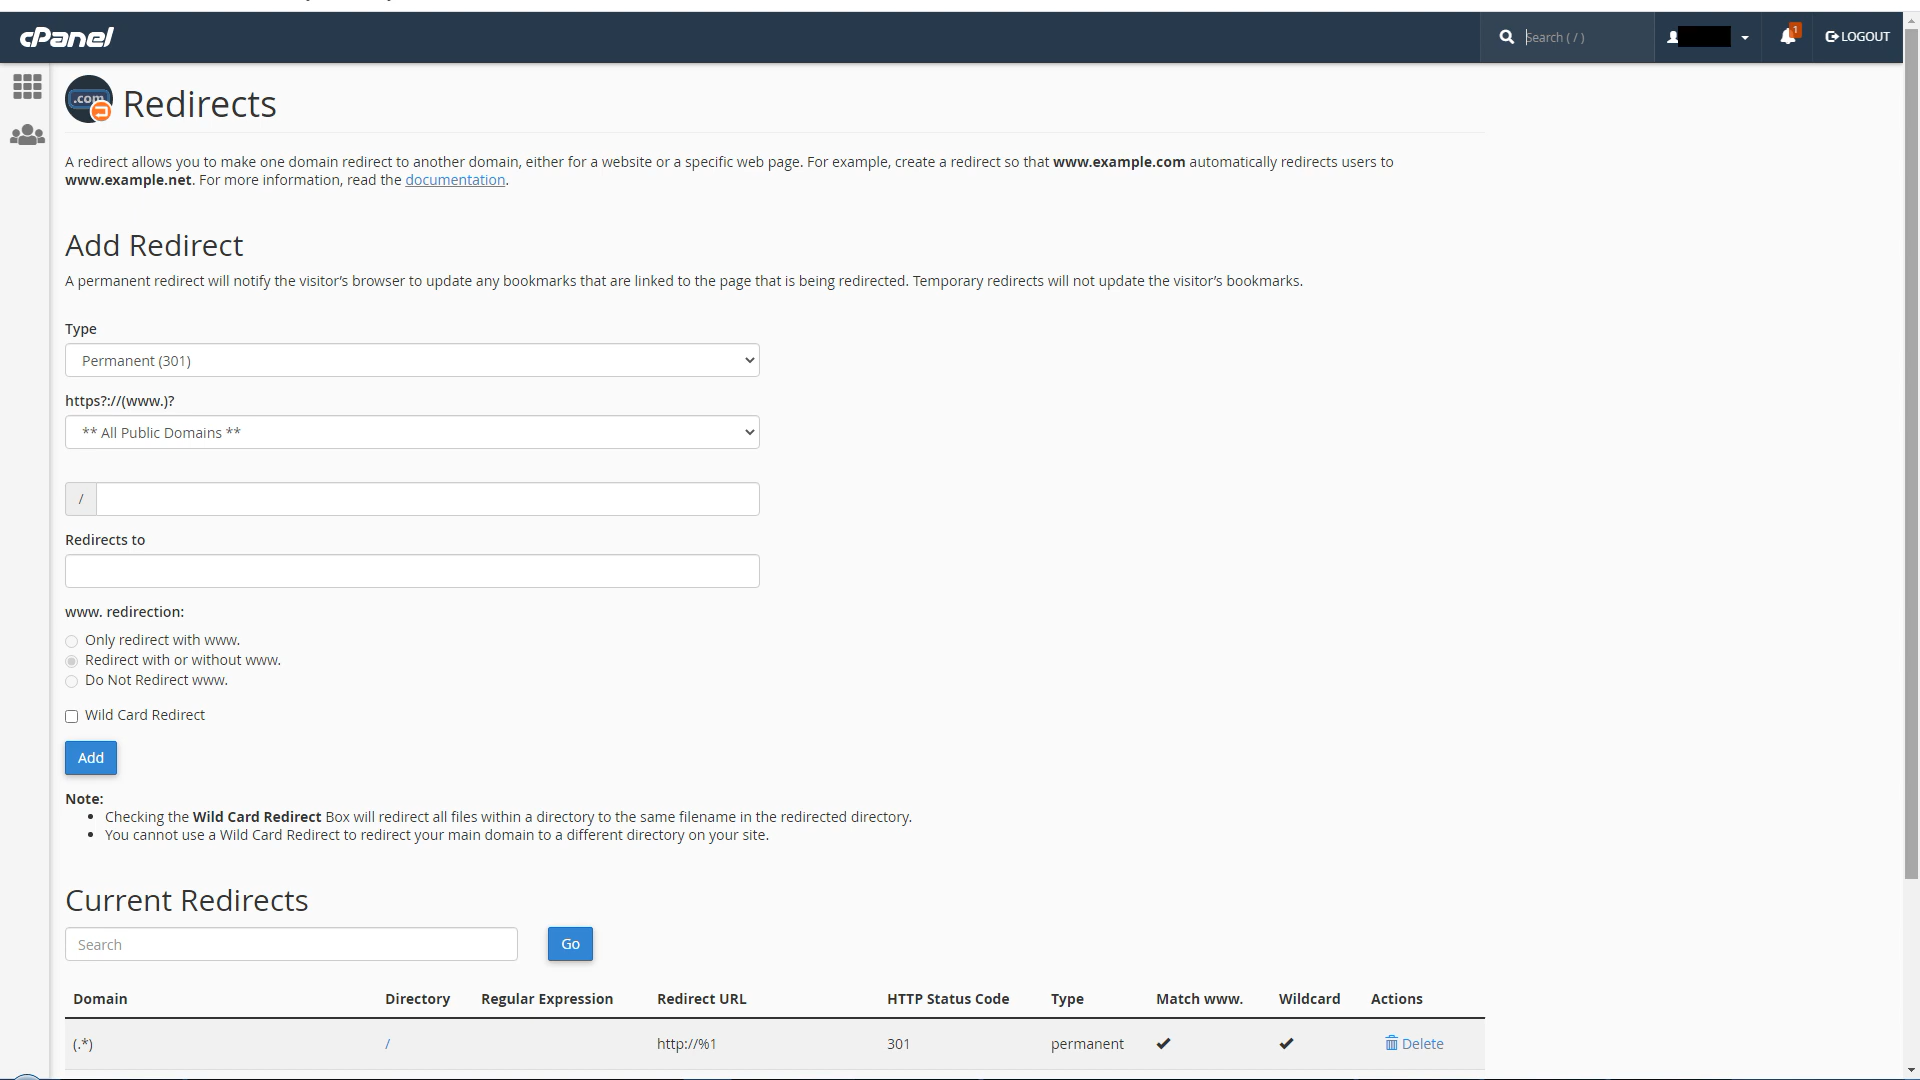 cPanel
Search ( / )
1
LOGOUT
.com
Redirects
A redirect allows you to make one domain redirect to another domain, either for a website or a specific web page. For example, create a redirect so that www.example.com automatically redirects users to
www.example.net. For more information, read the documentation.
Add Redirect
A permanent redirect will notify the visitor’s browser to update any bookmarks that are linked to the page that is being redirected. Temporary redirects will not update the visitor’s bookmarks.
Type
Permanent (301)
https?://(www.)?
** All Public Domains **
/
Redirects to
www. redirection:
Only redirect with www.
Redirect with or without www.
Do Not Redirect www.
Wild Card Redirect
Add
Note:
• Checking the Wild Card Redirect Box will redirect all files within a directory to the same filename in the redirected directory.
• You cannot use a Wild Card Redirect to redirect your main domain to a different directory on your site.
Current Redirects
Search
Go
Domain Directory Regular Expression Redirect URL HTTP Status Code Type Match www. Wildcard Actions
(.*) / http://%1 301 permanent ✔ ✔ Delete